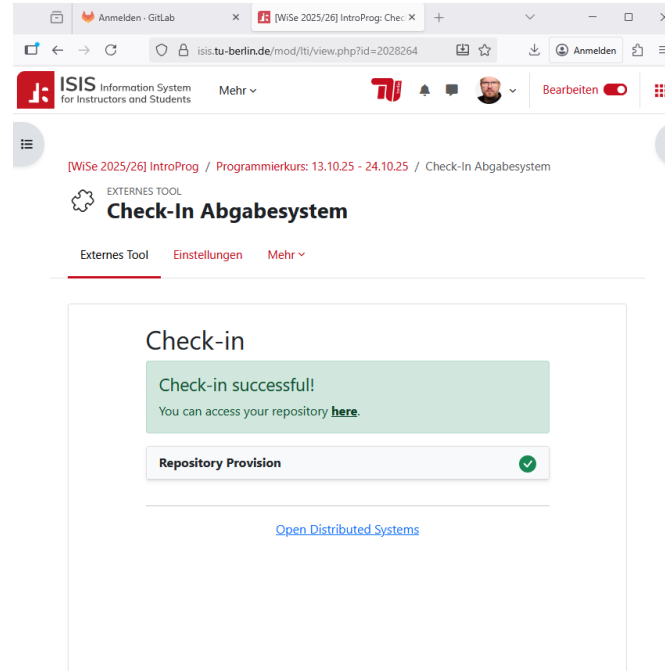 Anmelden · GitLab
[WiSe 2025/26] IntroProg: Chec
isis.tu-berlin.de/mod/lti/view.php?id=2028264
Anmelden
ISIS Information System
for Instructors and Students
Mehr
Bearbeiten
[WiSe 2025/26] IntroProg / Programmierkurs: 13.10.25 - 24.10.25 / Check-In Abgabesystem
EXTERNES TOOL
Check-In Abgabesystem
Externes Tool
Einstellungen
Mehr
Check-in
Check-in successful!
You can access your repository here.
Repository Provision
Open Distributed Systems